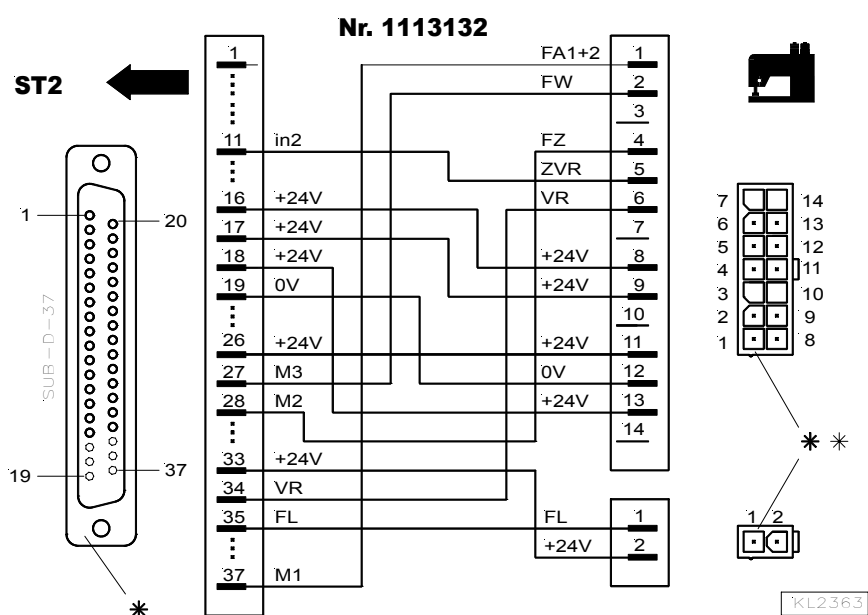 Nr. 1113132
ST2
1
11 in2
16 +24V
17 +24V
18 +24V
19 0V
26 +24V
27 M3
28 M2
33 +24V
34 VR
35 FL
37 M1
FA1+2 1
FW 2
3
FZ 4
ZVR 5
VR 6
7
+24V 8
+24V 9
10
+24V 11
0V 12
+24V 13
14
FL 1
+24V 2
1
20
SUB-D-37
19
37
*
7 14
6 13
5 12
4 11
3 10
2 9
1 8
* *
1 2
KL2363